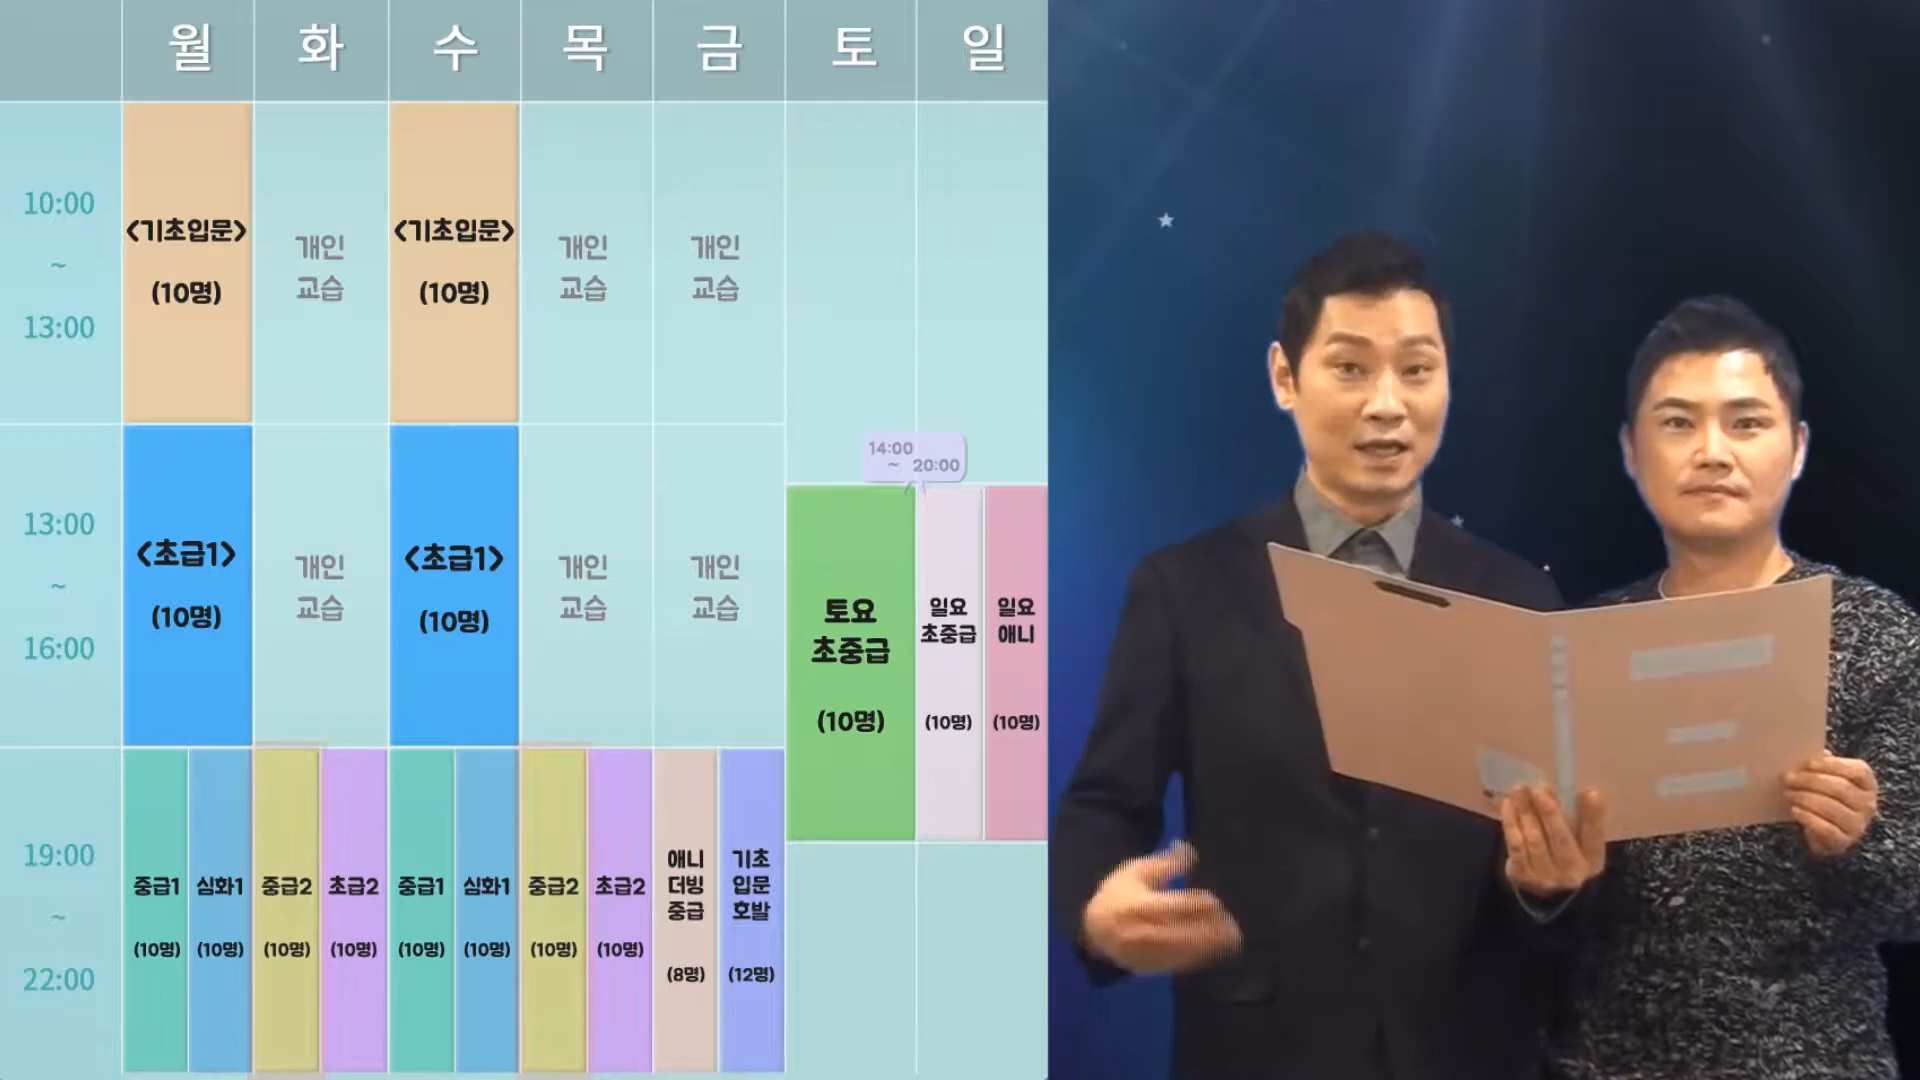 월 화 수 목 금 토 일
10:00
~
13:00
<기초입문>
(10명)
개인
교습
<기초입문>
(10명)
개인
교습
개인
교습
13:00
~
16:00
<초급1>
(10명)
개인
교습
<초급1>
(10명)
개인
교습
개인
교습
14:00
~ 20:00
토요
초중급
(10명)
일요
초중급
(10명)
일요
애니
(10명)
19:00
~
22:00
중급1
(10명)
심화1
(10명)
중급2
(10명)
초급2
(10명)
중급1
(10명)
심화1
(10명)
중급2
(10명)
초급2
(10명)
애니
더빙
중급
(8명)
기초
입문
호발
(12명)